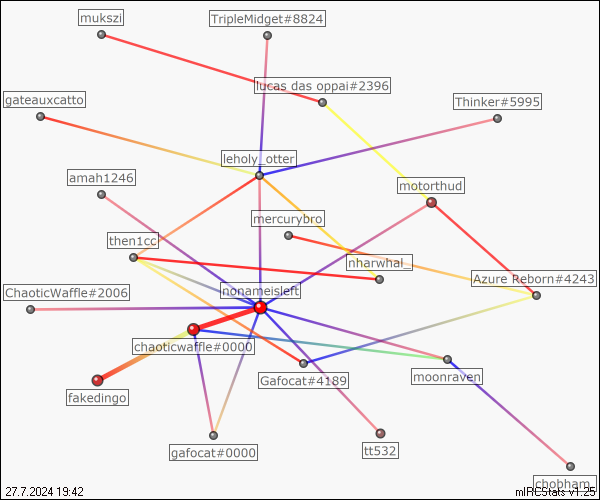 mukszi
TripleMidget#8824
lucas das oppai#2396
gateauxcatto
Thinker#5995
leholy_otter
amah1246
motorthud
mercurybro
then1cc
nharwhal_
Azure Reborn#4243
nonameisleft
ChaoticWaffle#2006
chaoticwaffle#0000
Gafocat#4189
moonraven
fakedingo
gafocat#0000
tt532
chobham_
27.7.2024 19:42
mIRCStats v1.25